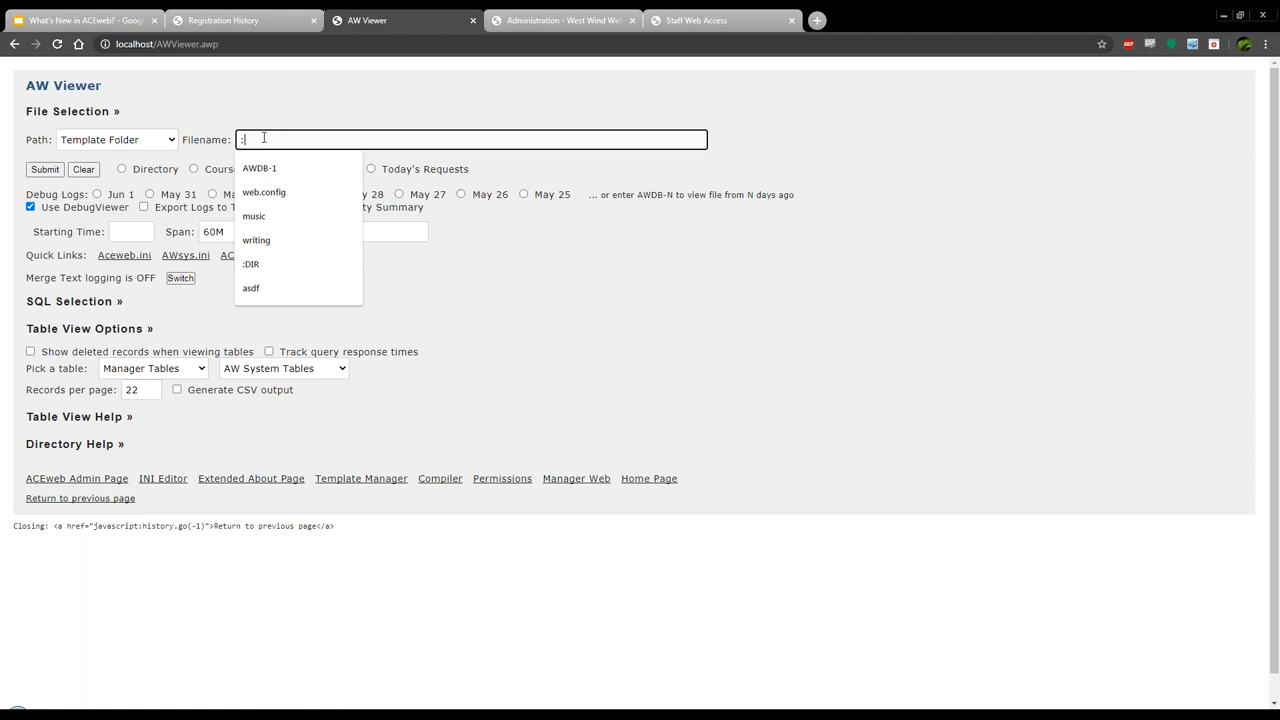 What's New in ACEweb? - Goog
Registration History
AW Viewer
Administration - West Wind Web
Staff Web Access
localhost/AWViewer.awp
ABP
AW Viewer
File Selection »
Path: Template Folder Filename: :
AWDB-1
web.config
music
writing
:DIR
asdf
Submit Clear Directory Cours Today's Requests
Debug Logs: Jun 1 May 31 Ma 28 May 27 May 26 May 25 ... or enter AWDB-N to view file from N days ago
Use DebugViewer Export Logs to T ty Summary
Starting Time: Span: 60M
Quick Links: Aceweb.ini AWsys.ini AC
Merge Text logging is OFF Switch
SQL Selection »
Table View Options »
Show deleted records when viewing tables Track query response times
Pick a table: Manager Tables AW System Tables
Records per page: 22 Generate CSV output
Table View Help »
Directory Help »
ACEweb Admin Page INI Editor Extended About Page Template Manager Compiler Permissions Manager Web Home Page
Return to previous page
Closing: <a href="javascript:history.go(-1)">Return to previous page</a>